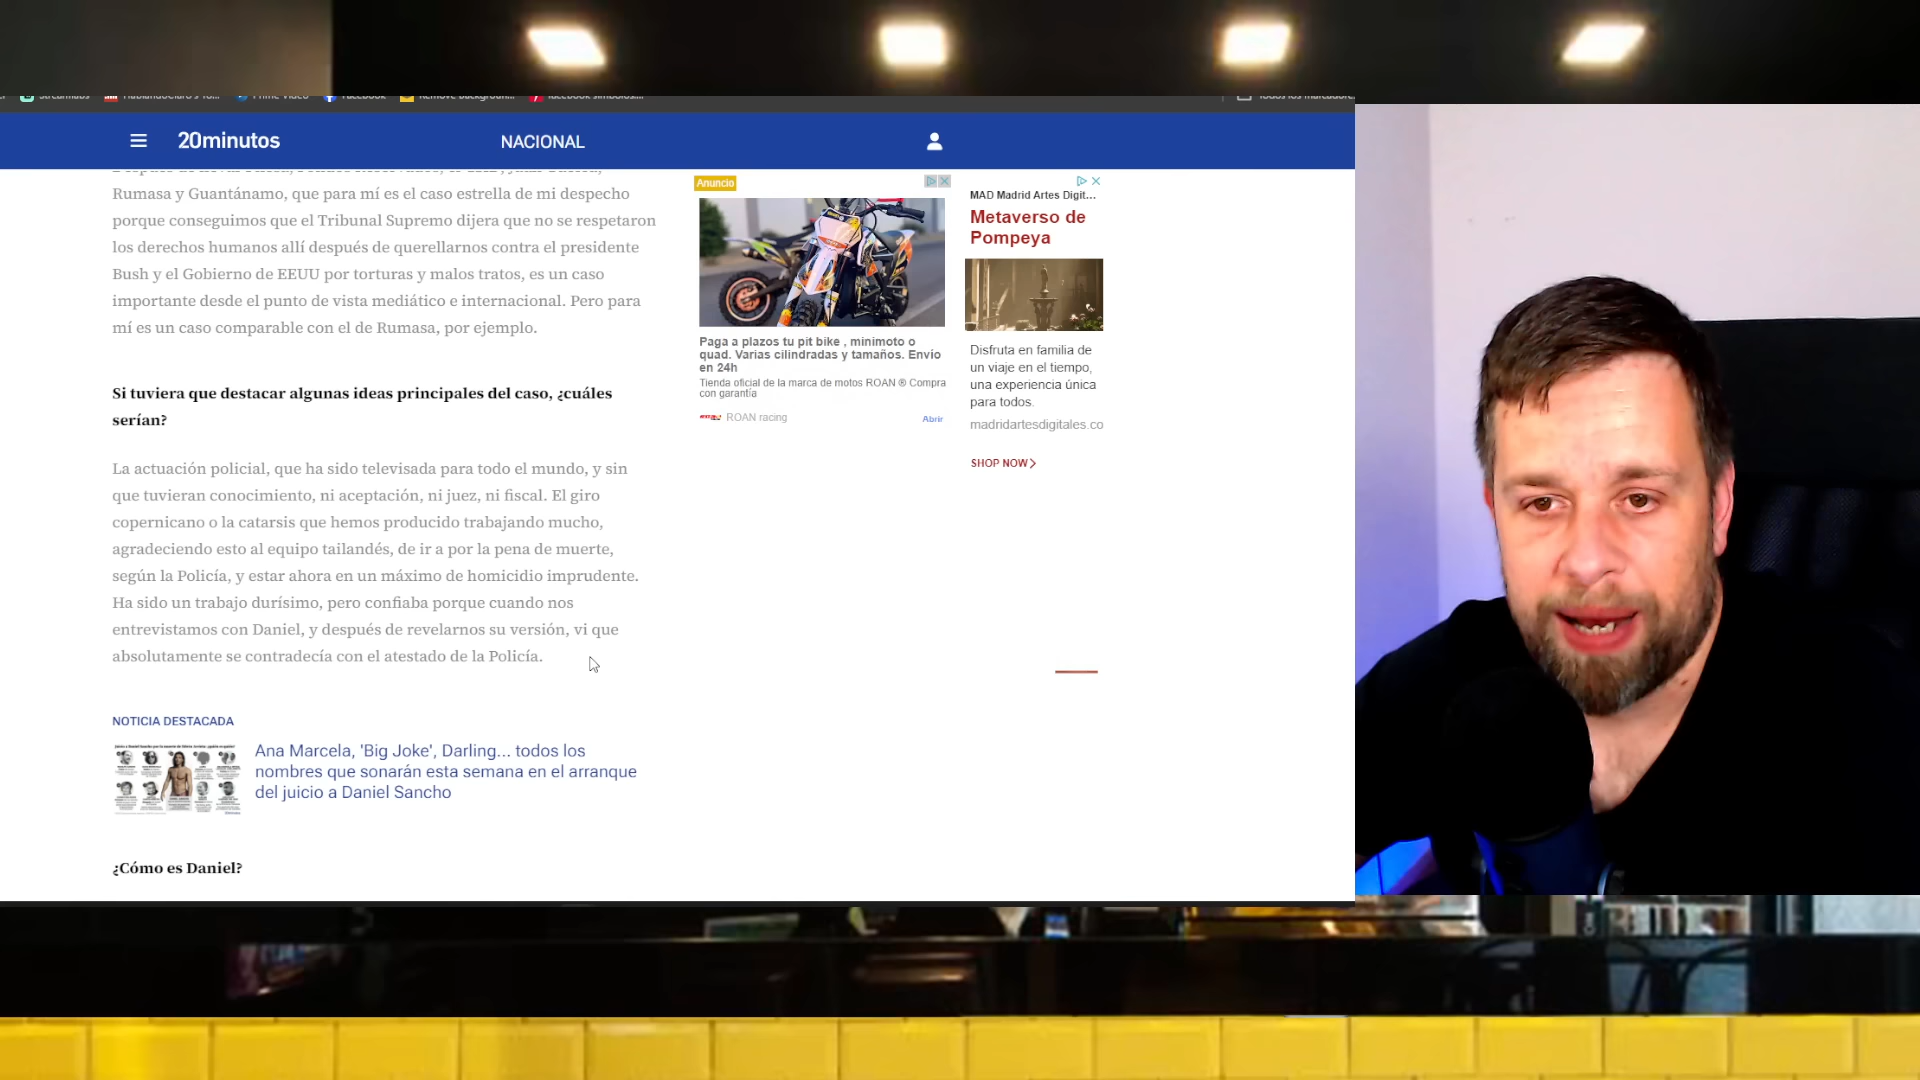 20minutos
NACIONAL
Rumasa y Guantánamo, que para mí es el caso estrella de mi despecho
porque conseguimos que el Tribunal Supremo dijera que no se respetaron
los derechos humanos allí después de querellarnos contra el presidente
Bush y el Gobierno de EEUU por torturas y malos tratos, es un caso
importante desde el punto de vista mediático e internacional. Pero para
mí es un caso comparable con el de Rumasa, por ejemplo.
Si tuviera que destacar algunas ideas principales del caso, ¿cuáles
serían?
La actuación policial, que ha sido televisada para todo el mundo, y sin
que tuvieran conocimiento, ni aceptación, ni juez, ni fiscal. El giro
copernicano o la catarsis que hemos producido trabajando mucho,
agradeciendo esto al equipo tailandés, de ir a por la pena de muerte,
según la Policía, y estar ahora en un máximo de homicidio imprudente.
Ha sido un trabajo durísimo, pero confiaba porque cuando nos
entrevistamos con Daniel, y después de revelarnos su versión, vi que
absolutamente se contradecía con el atestado de la Policía.
NOTICIA DESTACADA
Ana Marcela, 'Big Joke', Darling... todos los
nombres que sonarán esta semana en el arranque
del juicio a Daniel Sancho
¿Cómo es Daniel?
Anuncio
Paga a plazos tu pit bike , minimoto o
quad. Varias cilindradas y tamaños. Envío
en 24h
Tienda oficial de la marca de motos ROAN ® Compra
con garantía
ROAN racing
Abrir
MAD Madrid Artes Digit...
Metaverso de
Pompeya
Disfruta en familia de
un viaje en el tiempo,
una experiencia única
para todos.
madridartesdigitales.co
SHOP NOW